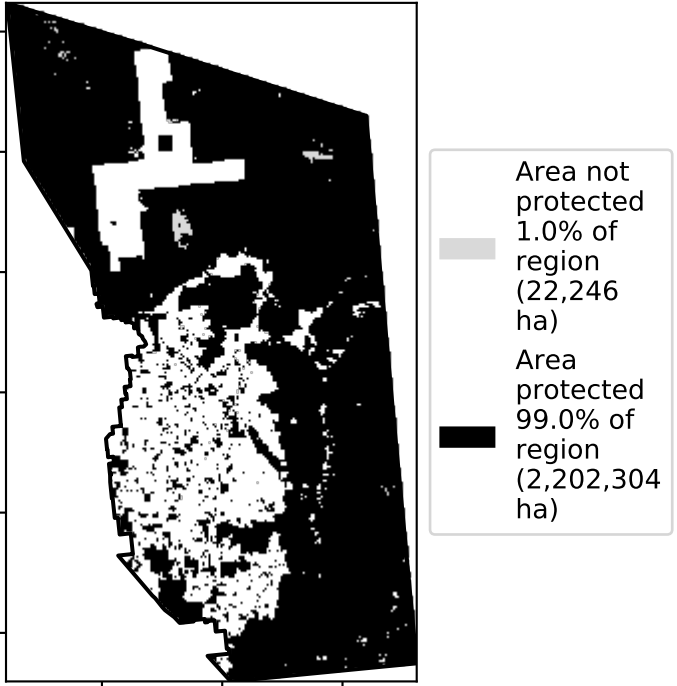 Area not
protected
1.0% of
region
(22,246
ha)
Area
protected
99.0% of
region
(2,202,304
ha)